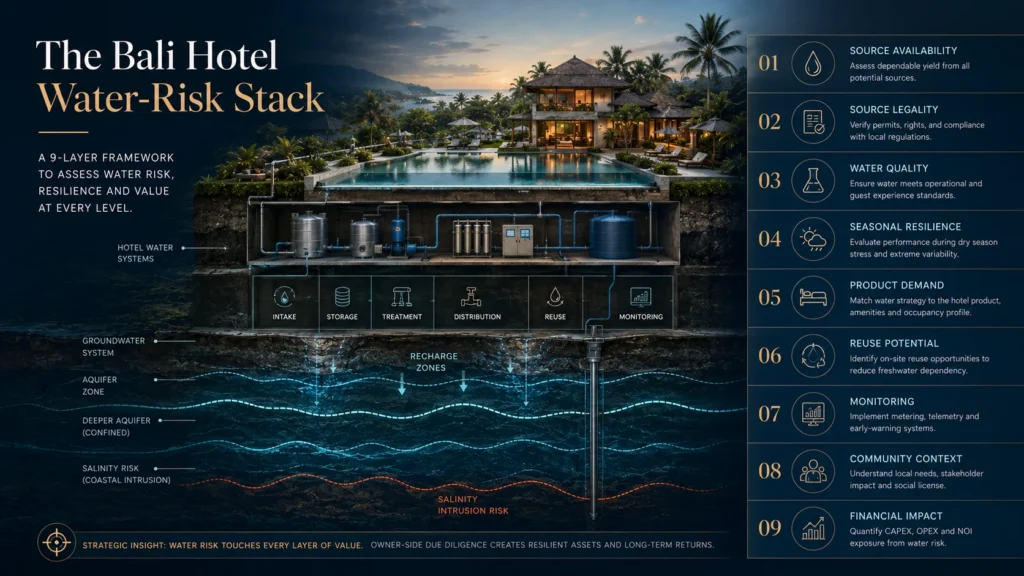 The Bali Hotel
Water-Risk Stack
A 9-LAYER FRAMEWORK
TO ASSESS WATER RISK,
RESILIENCE AND VALUE
AT EVERY LEVEL.
HOTEL WATER
SYSTEMS
INTAKE
STORAGE
TREATMENT
DISTRIBUTION
REUSE
MONITORING
GROUNDWATER
SYSTEM
RECHARGE
ZONES
AQUIFER
ZONE
DEEPER AQUIFER
(CONFINED)
SALINITY RISK
(COASTAL INTRUSION)
SALINITY
INTRUSION RISK
STRATEGIC INSIGHT: WATER RISK TOUCHES EVERY LAYER OF VALUE. OWNER-SIDE DUE DILIGENCE CREATES RESILIENT ASSETS AND LONG-TERM RETURNS.
01
SOURCE AVAILABILITY
Assess dependable yield from all
potential sources.
02
SOURCE LEGALITY
Verify permits, rights, and compliance
with local regulations.
03
WATER QUALITY
Ensure water meets operational and
guest experience standards.
04
SEASONAL RESILIENCE
Evaluate performance during dry season
stress and extreme variability.
05
PRODUCT DEMAND
Match water strategy to the hotel product,
amenities and occupancy profile.
06
REUSE POTENTIAL
Identify on-site reuse opportunities to
reduce freshwater dependency.
07
MONITORING
Implement metering, telemetry and
early-warning systems.
08
COMMUNITY CONTEXT
Understand local needs, stakeholder
impact and social license.
09
FINANCIAL IMPACT
Quantify CAPEX, OPEX and NOI
exposure from water risk.